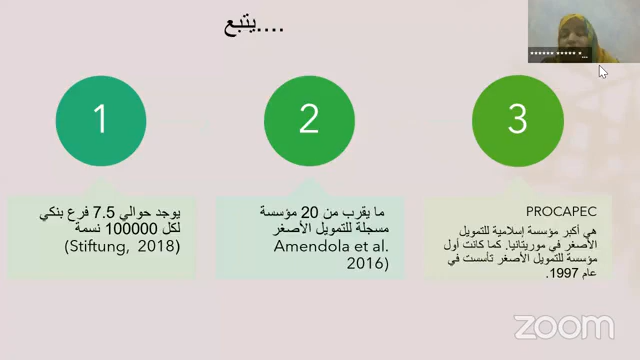 يتبع....
1
يوجد حوالي 7.5 فرع بنكي
لكل 100000 نسمة
(Stiftung, 2018)
2
ما يقرب من 20 مؤسسة
مسجلة للتمويل الأصغر
Amendola et al.
2016)
3
PROCAPEC
هي أكبر مؤسسة إسلامية للتمويل
الأصغر في موريتانيا. كما كانت أول
مؤسسة للتمويل الأصغر تأسست في
عام 1997.
zoom